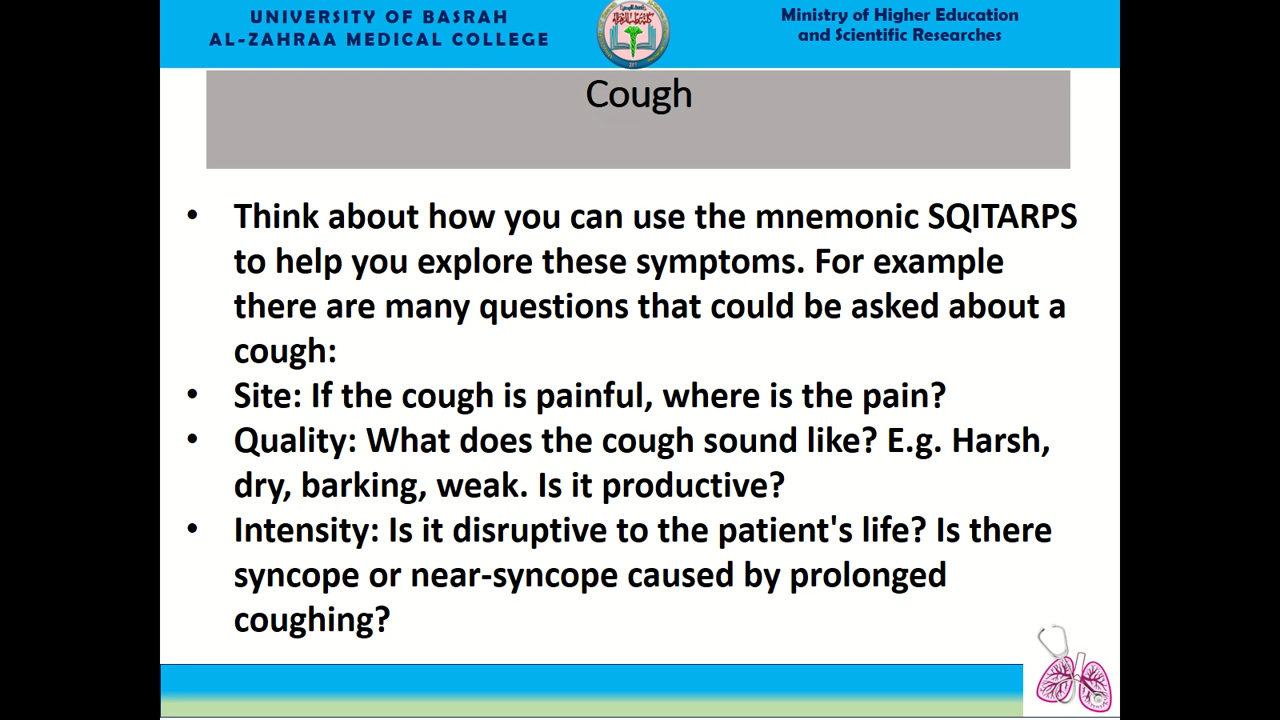 UNIVERSITY OF BASRAH
AL-ZAHRAA MEDICAL COLLEGE
Ministry of Higher Education
and Scientific Researches
Cough
• Think about how you can use the mnemonic SQITARPS
to help you explore these symptoms. For example
there are many questions that could be asked about a
cough:
• Site: If the cough is painful, where is the pain?
• Quality: What does the cough sound like? E.g. Harsh,
dry, barking, weak. Is it productive?
• Intensity: Is it disruptive to the patient's life? Is there
syncope or near-syncope caused by prolonged
coughing?